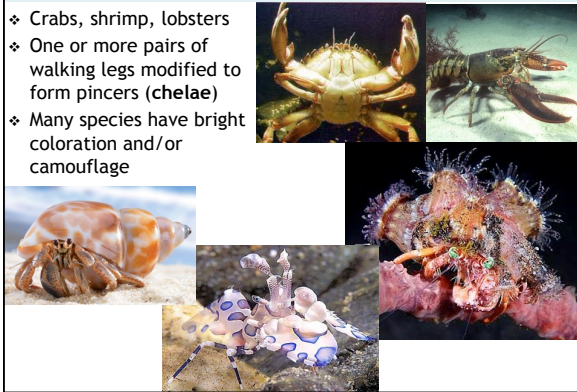 ❖ Crabs, shrimp, lobsters
❖ One or more pairs of
walking legs modified to
form pincers (chelae)
❖ Many species have bright
coloration and/or
camouflage